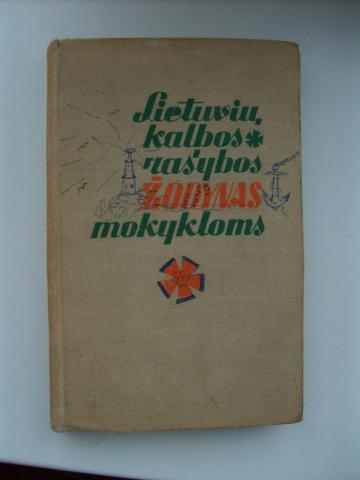 Lietuvių
kalbos *
rašybos
ŽODYNAS
mokykloms